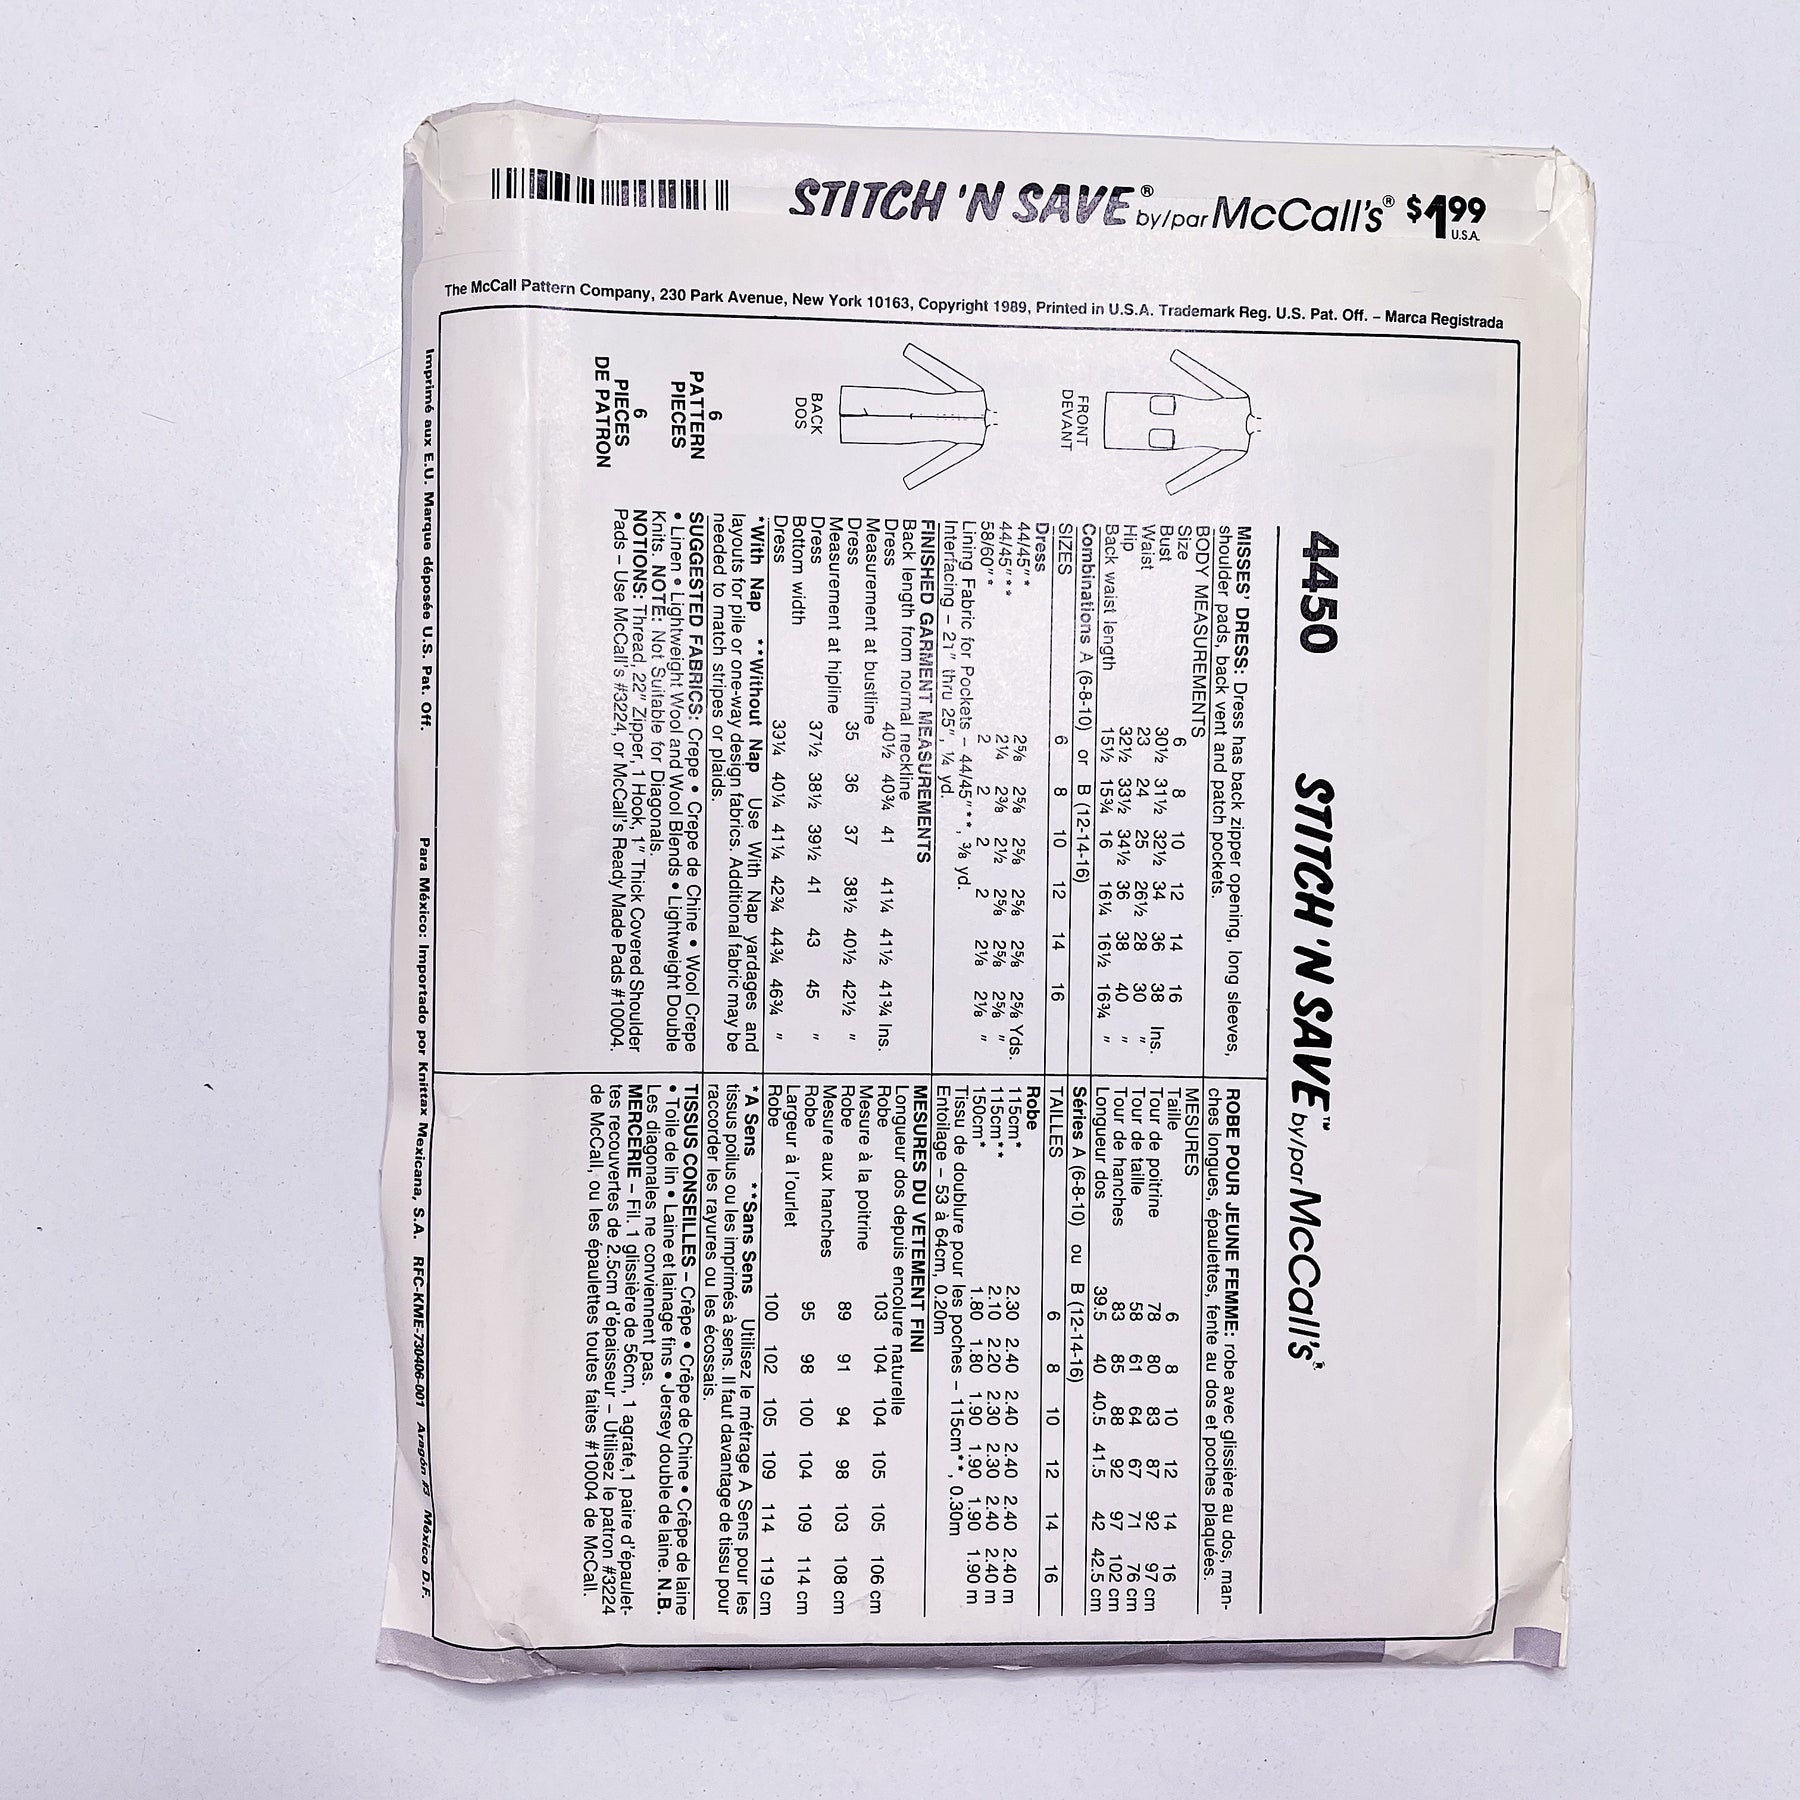 STITCH 'N SAVE® by/par McCall's® $1.99
U.S.A.
The McCall Pattern Company, 230 Park Avenue, New York 10163, Copyright 1989, Printed in U.S.A. Trademark Reg. U.S. Pat. Off. – Marca Registrada
4450 STITCH 'N SAVE™ by/par McCall's
FRONT
DEVANT
BACK
DOS
6
PATTERN
PIECES
6
PIECES
DE PATRON
MISSES' DRESS: Dress has back zipper opening, long sleeves,
shoulder pads, back vent and patch pockets.
BODY MEASUREMENTS
Size 6 8 10 12 14 16
Bust 30½ 31½ 32½ 34 36 38 Ins.
Waist 23 24 25 26½ 28 30 "
Hip 32½ 33½ 34½ 36 38 40 "
Back waist length 15½ 15¾ 16 16¼ 16½ 16¾ "
Combinations A (6-8-10) or B (12-14-16)
SIZES 6 8 10 12 14 16
Dress
44/45"* 2⅝ 2⅝ 2⅝ 2⅝ 2⅝ 2⅝ Yds.
44/45"** 2¼ 2⅜ 2½ 2⅝ 2⅝ 2⅝ "
58/60"* 2 2 2 2 2⅛ 2⅛ "
Lining Fabric for Pockets – 44/45"**, ⅜ yd.
Interfacing – 21" thru 25", ¼ yd.
FINISHED GARMENT MEASUREMENTS
Back length from normal neckline
Dress 40½ 40¾ 41 41¼ 41½ 41¾ Ins.
Measurement at bustline
Dress 35 36 37 38½ 40½ 42½ "
Measurement at hipline
Dress 37½ 38½ 39½ 41 43 45 "
Bottom width
Dress 39¼ 40¼ 41¼ 42¾ 44¾ 46¾ "
*With Nap **Without Nap Use With Nap yardages and
layouts for pile or one-way design fabrics. Additional fabric may be
needed to match stripes or plaids.
SUGGESTED FABRICS: Crepe • Crepe de Chine • Wool Crepe
• Linen • Lightweight Wool and Wool Blends • Lightweight Double
Knits. NOTE: Not Suitable for Diagonals.
NOTIONS: Thread, 22" Zipper, 1 Hook, 1" Thick Covered Shoulder
Pads – Use McCall's #3224, or McCall's Ready Made Pads #10004.
ROBE POUR JEUNE FEMME: robe avec glissière au dos, man-
ches longues, épaulettes, fente au dos et poches plaquées.
MESURES
Taille 6 8 10 12 14 16
Tour de poitrine 78 80 83 87 92 97 cm
Tour de taille 58 61 64 67 71 76 cm
Tour de hanches 83 85 88 92 97 102 cm
Longueur dos 39.5 40 40.5 41.5 42 42.5 cm
Séries A (6-8-10) ou B (12-14-16)
TAILLES 6 8 10 12 14 16
Robe
115cm* 2.30 2.40 2.40 2.40 2.40 2.40 m
115cm** 2.10 2.20 2.30 2.30 2.40 2.40 m
150cm* 1.80 1.80 1.90 1.90 1.90 1.90 m
Tissu de doublure pour les poches – 115cm**, 0.30m
Entoilage – 53 à 64cm, 0.20m
MESURES DU VETEMENT FINI
Longueur dos depuis encolure naturelle
Robe 103 104 104 105 105 106 cm
Mesure à la poitrine
Robe 89 91 94 98 103 108 cm
Mesure aux hanches
Robe 95 98 100 104 109 114 cm
Largeur à l'ourlet
Robe 100 102 105 109 114 119 cm
*A Sens **Sans Sens Utilisez le métrage A Sens pour les
tissus poilus ou les imprimés à sens. Il faut davantage de tissu pour
raccorder les rayures ou les écossais.
TISSUS CONSEILLES – Crêpe • Crêpe de Chine • Crêpe de laine
• Toile de lin • Laine et lainage fins • Jersey double de laine. N.B.
Les diagonales ne conviennent pas.
MERCERIE – Fil. 1 glissière de 56cm, 1 agrafe, 1 paire d'épaulet-
tes recouvertes de 2.5cm d'épaisseur – Utilisez le patron #3224
de McCall, ou les épaulettes toutes faites #10004 de McCall.
Imprimé aux E.U. Marque déposée U.S. Pat. Off. Para México: Importado por Knittax Mexicana, S.A. RFC-KME-730406-001 Aragón #3 México D.F.